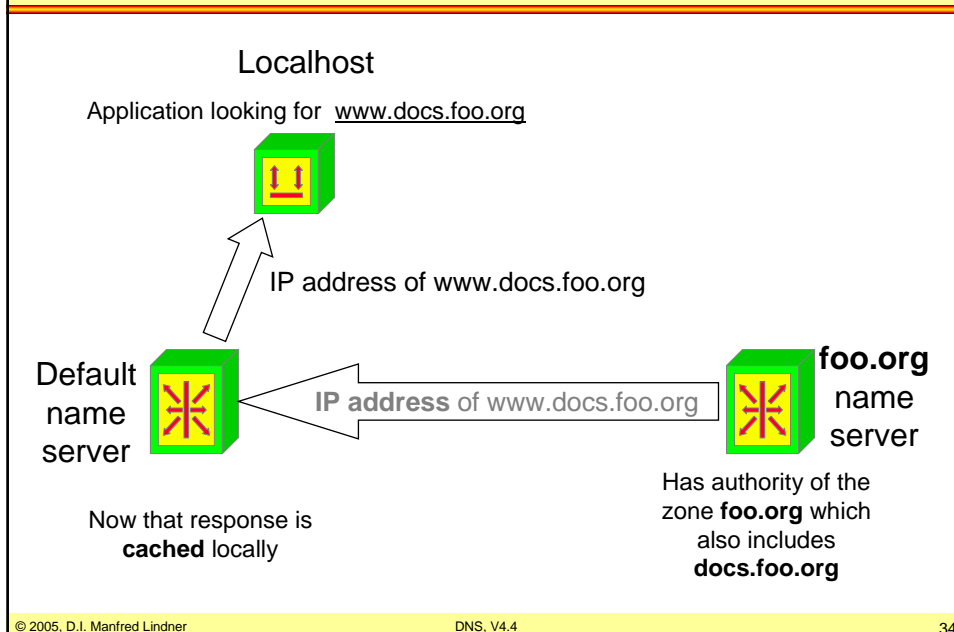 Localhost
Application looking for www.docs.foo.org
IP address of www.docs.foo.org
Default
name
server
IP address of www.docs.foo.org
foo.org
name
server
Now that response is
cached locally
Has authority of the
zone foo.org which
also includes
docs.foo.org
© 2005, D.I. Manfred Lindner
DNS, V4.4
34